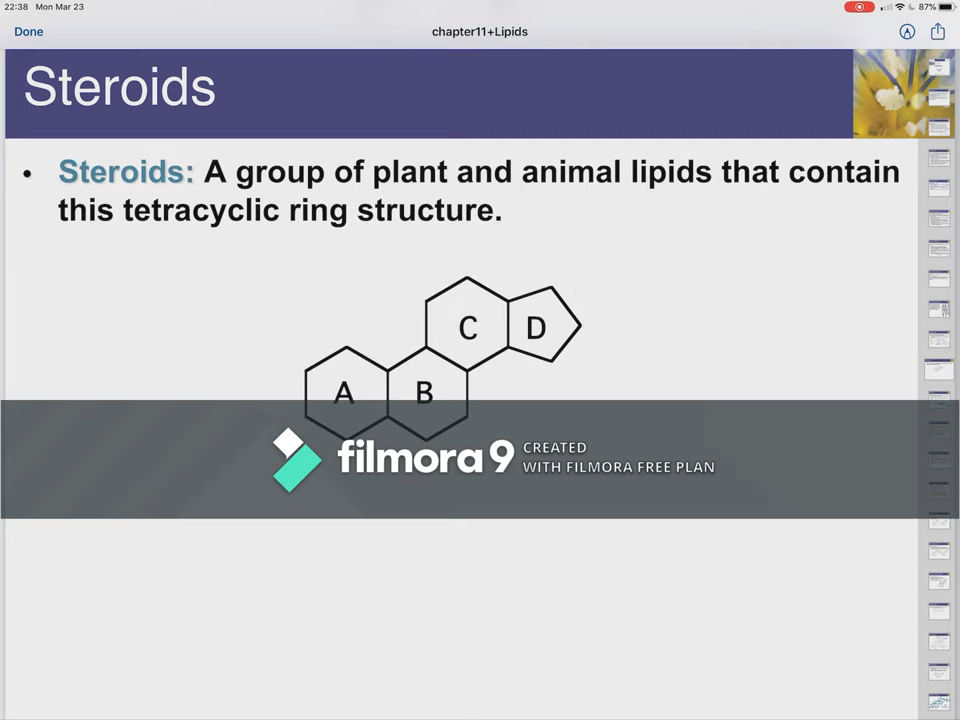 22:38 Mon Mar 23
87%
Done
chapter11+Lipids
Steroids
• Steroids: A group of plant and animal lipids that contain
this tetracyclic ring structure.
C D
A B
filmora 9
CREATED
WITH FILMORA FREE PLAN